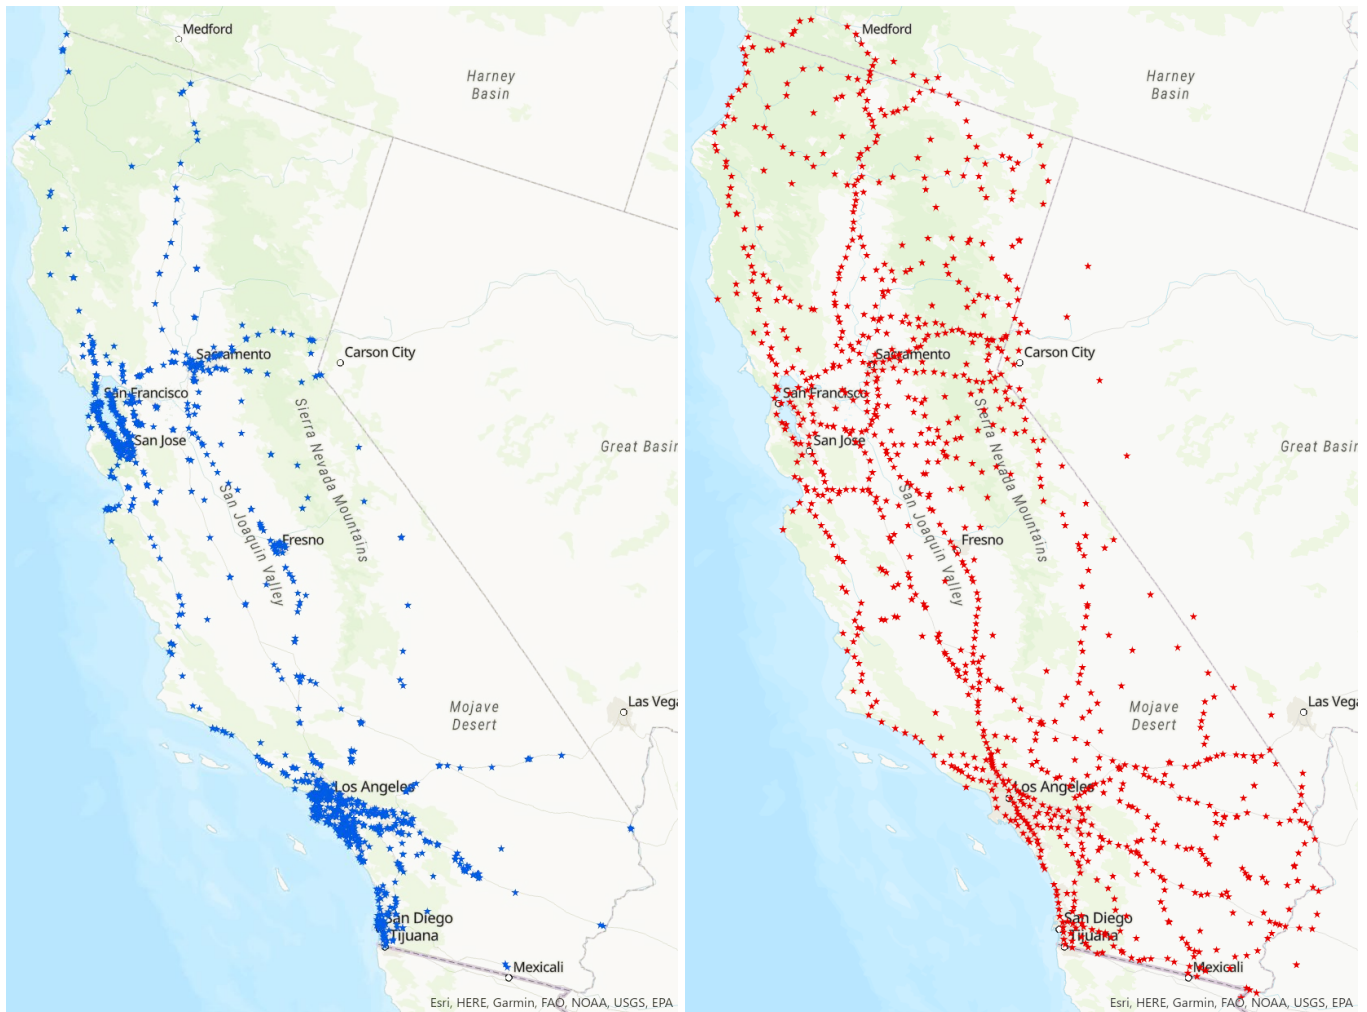 Medford
Harney
Basin
Carson City
Sacramento
San Francisco
San Jose
Sierra Nevada Mountains
Great Basin
San Joaquin Valley
Fresno
Mojave
Desert
Las Vega
Los Angeles
San Diego
Tijuana
Mexicali
Esri, HERE, Garmin, FAO, NOAA, USGS, EPA
Medford
Harney
Basin
Carson City
Sacramento
San Francisco
San Jose
Sierra Nevada Mountains
Great Basin
San Joaquin Valley
Fresno
Mojave
Desert
Las Vega
Los Angeles
San Diego
Tijuana
Mexicali
Esri, HERE, Garmin, FAO, NOAA, USGS, EPA